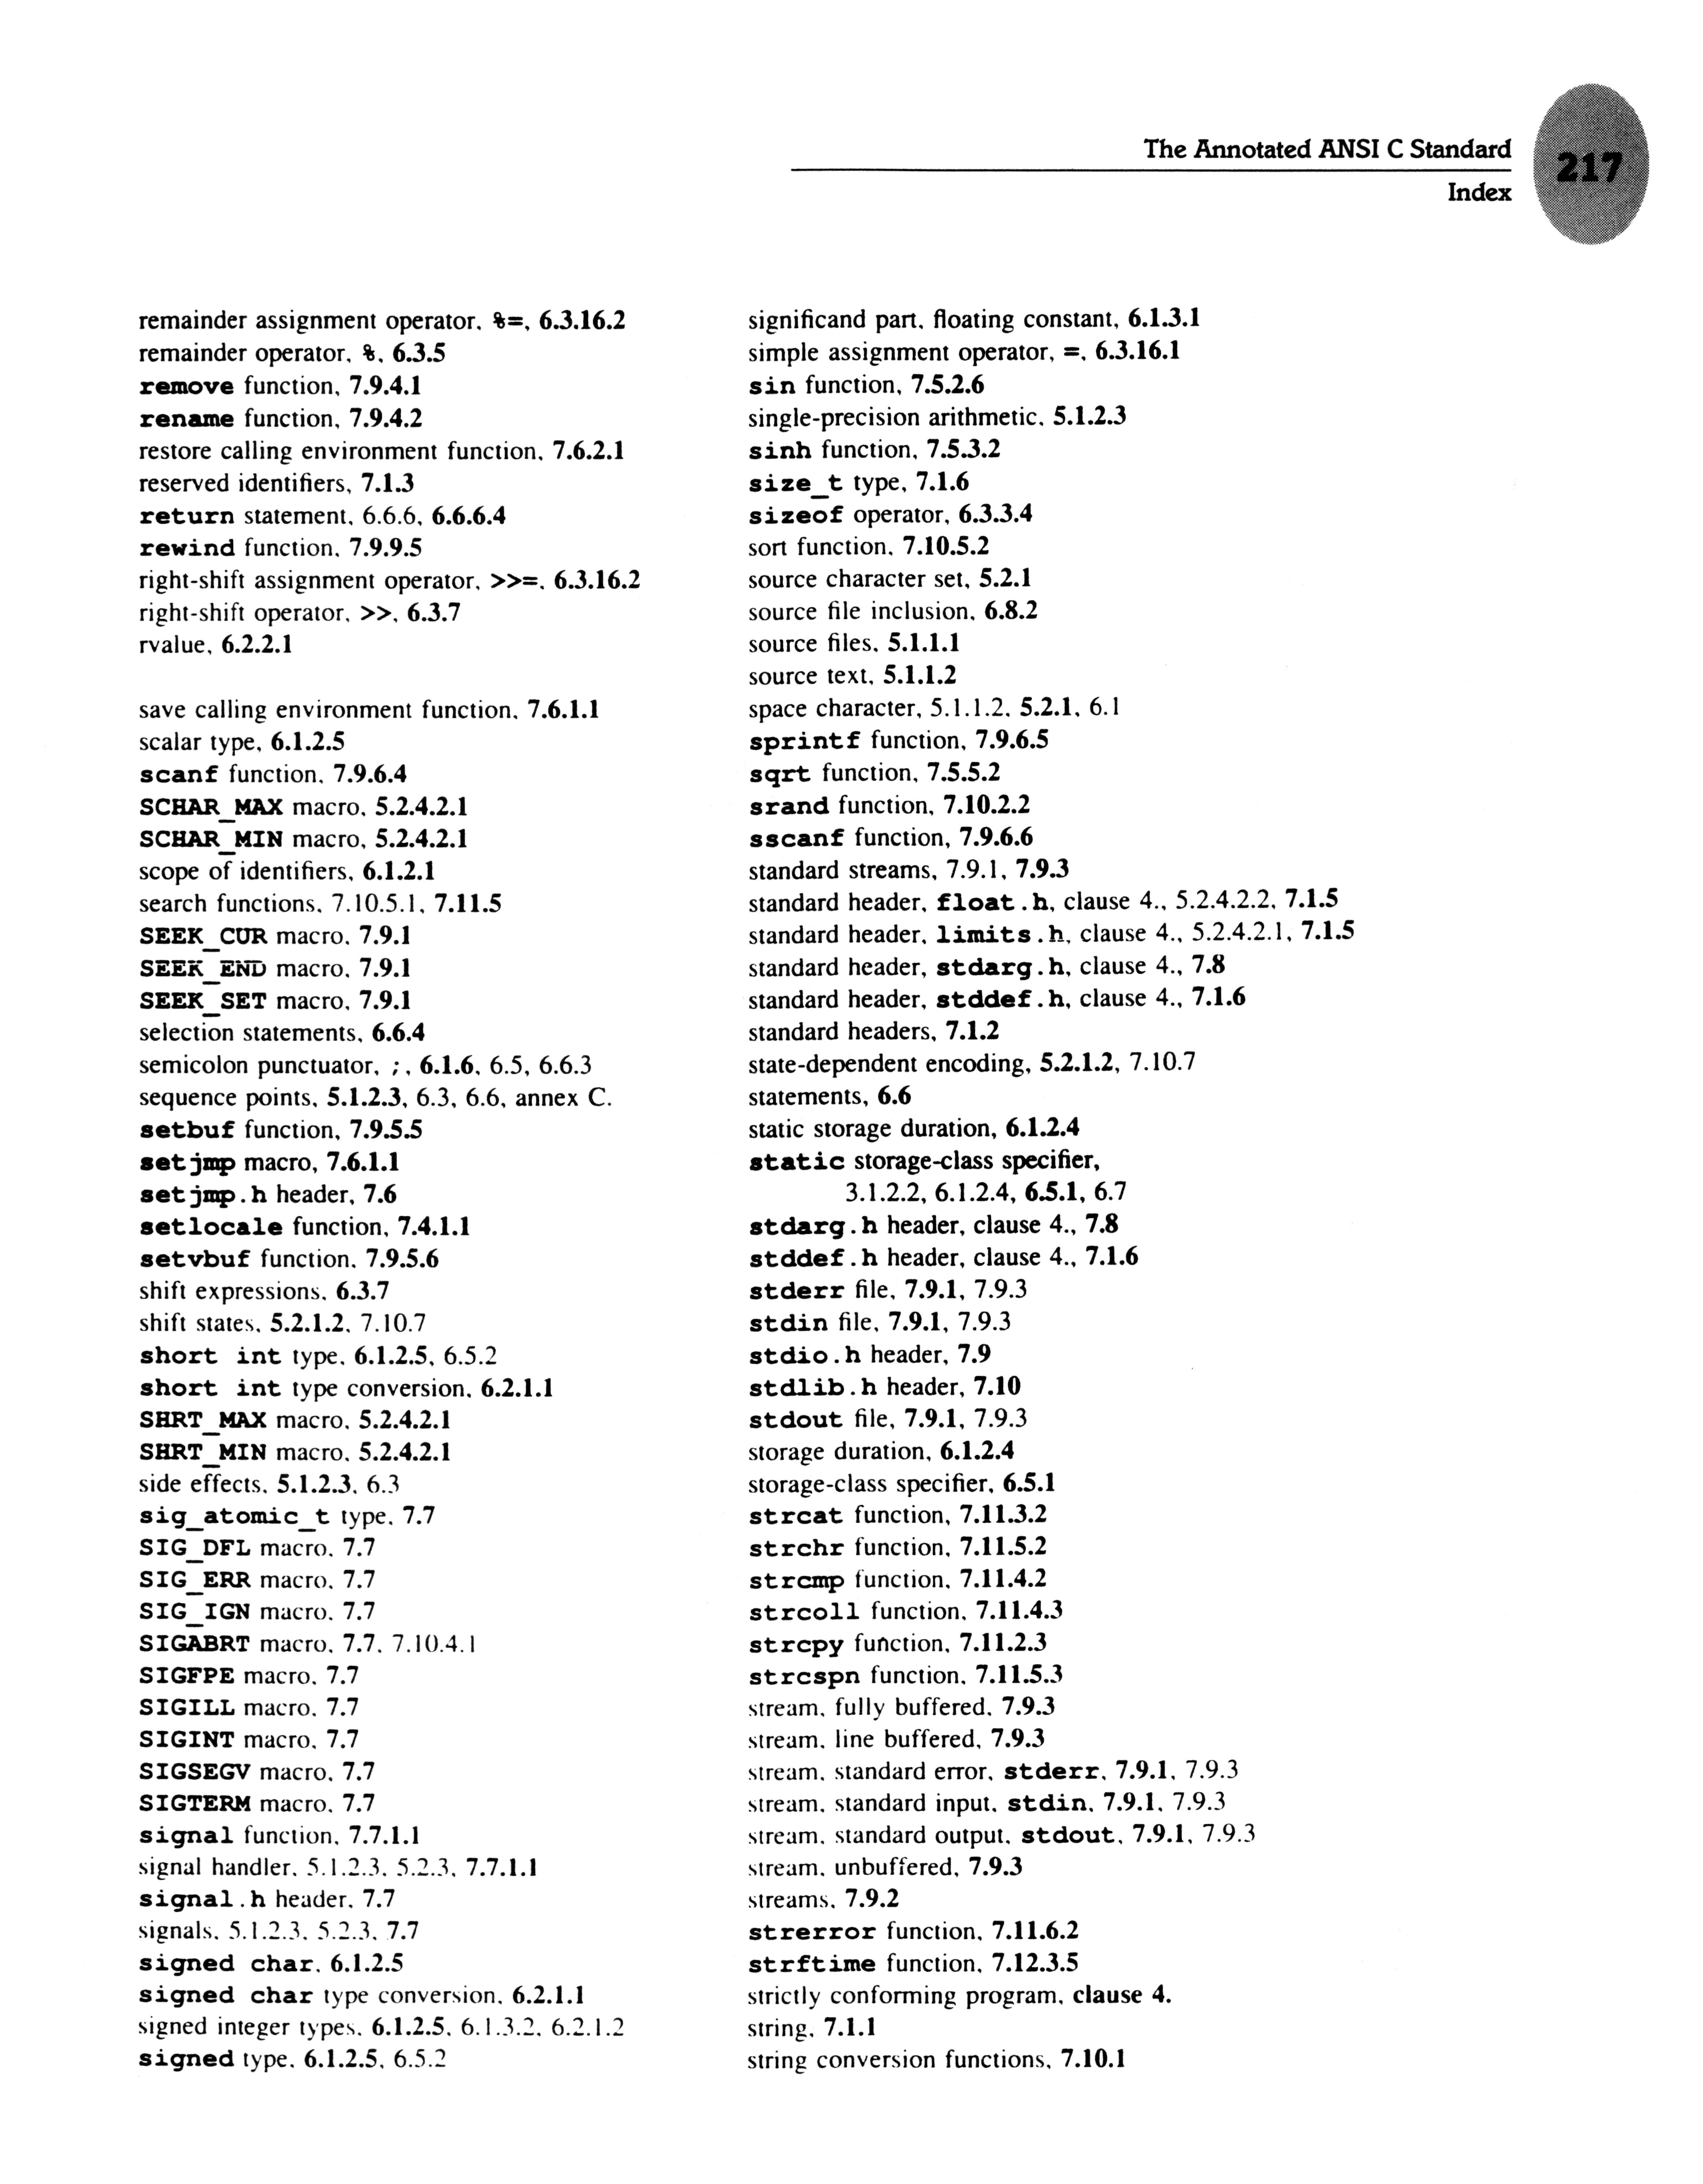 The Annotated ANSI C Standard
217
Index
remainder assignment operator, %=, 6.3.16.2
remainder operator, %, 6.3.5
remove function, 7.9.4.1
rename function, 7.9.4.2
restore calling environment function, 7.6.2.1
reserved identifiers, 7.1.3
return statement, 6.6.6, 6.6.6.4
rewind function, 7.9.9.5
right-shift assignment operator, >>=, 6.3.16.2
right-shift operator, >>, 6.3.7
rvalue, 6.2.2.1
save calling environment function, 7.6.1.1
scalar type, 6.1.2.5
scanf function, 7.9.6.4
SCHAR_MAX macro, 5.2.4.2.1
SCHAR_MIN macro, 5.2.4.2.1
scope of identifiers, 6.1.2.1
search functions, 7.10.5.1, 7.11.5
SEEK_CUR macro, 7.9.1
SEEK_END macro, 7.9.1
SEEK_SET macro, 7.9.1
selection statements, 6.6.4
semicolon punctuator, ;, 6.1.6, 6.5, 6.6.3
sequence points, 5.1.2.3, 6.3, 6.6, annex C.
setbuf function, 7.9.5.5
setjmp macro, 7.6.1.1
setjmp.h header, 7.6
setlocale function, 7.4.1.1
setvbuf function, 7.9.5.6
shift expressions, 6.3.7
shift states, 5.2.1.2, 7.10.7
short int type, 6.1.2.5, 6.5.2
short int type conversion, 6.2.1.1
SHRT_MAX macro, 5.2.4.2.1
SHRT_MIN macro, 5.2.4.2.1
side effects, 5.1.2.3, 6.3
sig_atomic_t type, 7.7
SIG_DFL macro, 7.7
SIG_ERR macro, 7.7
SIG_IGN macro, 7.7
SIGABRT macro, 7.7, 7.10.4.1
SIGFPE macro, 7.7
SIGILL macro, 7.7
SIGINT macro, 7.7
SIGSEGV macro, 7.7
SIGTERM macro, 7.7
signal function, 7.7.1.1
signal handler, 5.1.2.3, 5.2.3, 7.7.1.1
signal.h header, 7.7
signals, 5.1.2.3, 5.2.3, 7.7
signed char, 6.1.2.5
signed char type conversion, 6.2.1.1
signed integer types, 6.1.2.5, 6.1.3.2, 6.2.1.2
signed type, 6.1.2.5, 6.5.2
significand part, floating constant, 6.1.3.1
simple assignment operator, =, 6.3.16.1
sin function, 7.5.2.6
single-precision arithmetic, 5.1.2.3
sinh function, 7.5.3.2
size_t type, 7.1.6
sizeof operator, 6.3.3.4
sort function, 7.10.5.2
source character set, 5.2.1
source file inclusion, 6.8.2
source files, 5.1.1.1
source text, 5.1.1.2
space character, 5.1.1.2, 5.2.1, 6.1
sprintf function, 7.9.6.5
sqrt function, 7.5.5.2
srand function, 7.10.2.2
sscanf function, 7.9.6.6
standard streams, 7.9.1, 7.9.3
standard header, float.h, clause 4., 5.2.4.2.2, 7.1.5
standard header, limits.h, clause 4., 5.2.4.2.1, 7.1.5
standard header, stdarg.h, clause 4., 7.8
standard header, stddef.h, clause 4., 7.1.6
standard headers, 7.1.2
state-dependent encoding, 5.2.1.2, 7.10.7
statements, 6.6
static storage duration, 6.1.2.4
static storage-class specifier,
3.1.2.2, 6.1.2.4, 6.5.1, 6.7
stdarg.h header, clause 4., 7.8
stddef.h header, clause 4., 7.1.6
stderr file, 7.9.1, 7.9.3
stdin file, 7.9.1, 7.9.3
stdio.h header, 7.9
stdlib.h header, 7.10
stdout file, 7.9.1, 7.9.3
storage duration, 6.1.2.4
storage-class specifier, 6.5.1
strcat function, 7.11.3.2
strchr function, 7.11.5.2
strcmp function, 7.11.4.2
strcoll function, 7.11.4.3
strcpy function, 7.11.2.3
strcspn function, 7.11.5.3
stream, fully buffered, 7.9.3
stream, line buffered, 7.9.3
stream, standard error, stderr, 7.9.1, 7.9.3
stream, standard input, stdin, 7.9.1, 7.9.3
stream, standard output, stdout, 7.9.1, 7.9.3
stream, unbuffered, 7.9.3
streams, 7.9.2
strerror function, 7.11.6.2
strftime function, 7.12.3.5
strictly conforming program, clause 4.
string, 7.1.1
string conversion functions, 7.10.1